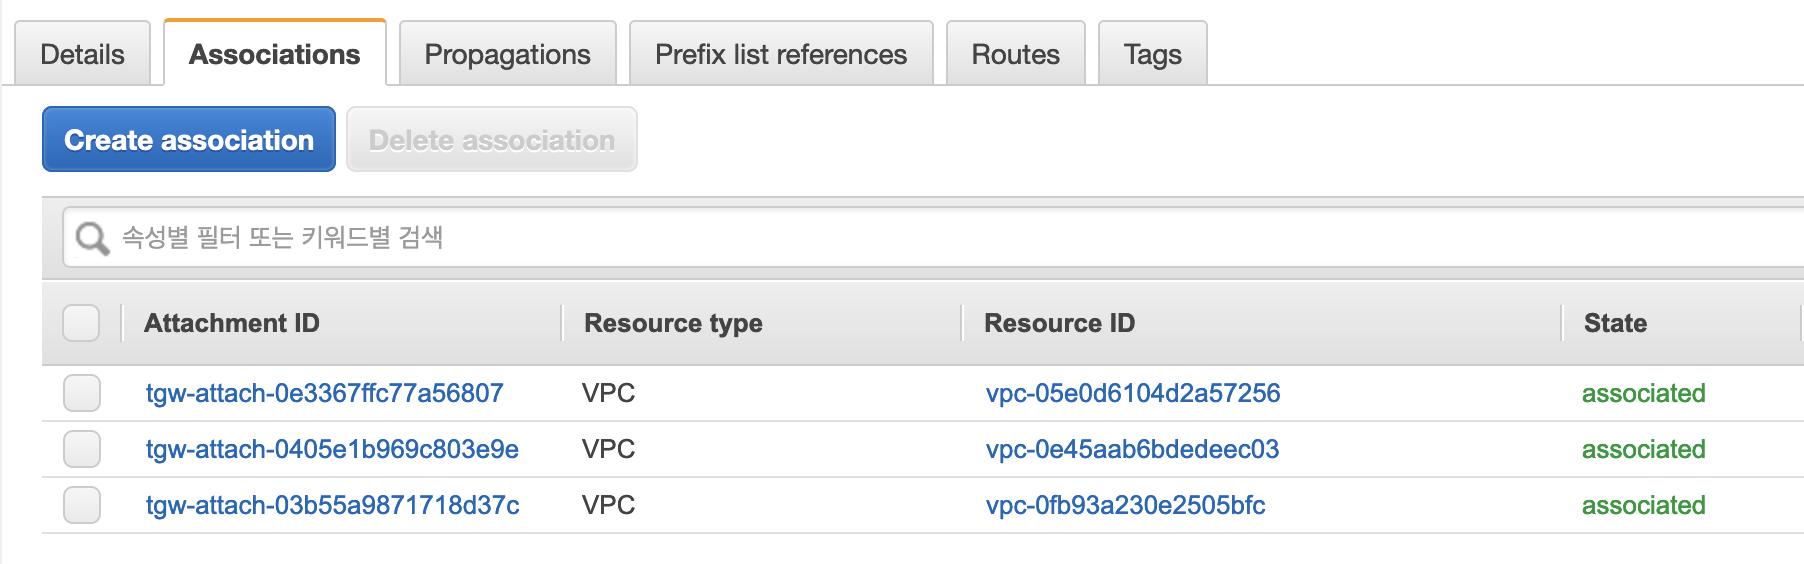 Details Associations Propagations Prefix list references Routes Tags
Create association Delete association
속성별 필터 또는 키워드별 검색
Attachment ID Resource type Resource ID State
tgw-attach-0e3367ffc77a56807 VPC vpc-05e0d6104d2a57256 associated
tgw-attach-0405e1b969c803e9e VPC vpc-0e45aab6bdedeec03 associated
tgw-attach-03b55a9871718d37c VPC vpc-0fb93a230e2505bfc associated